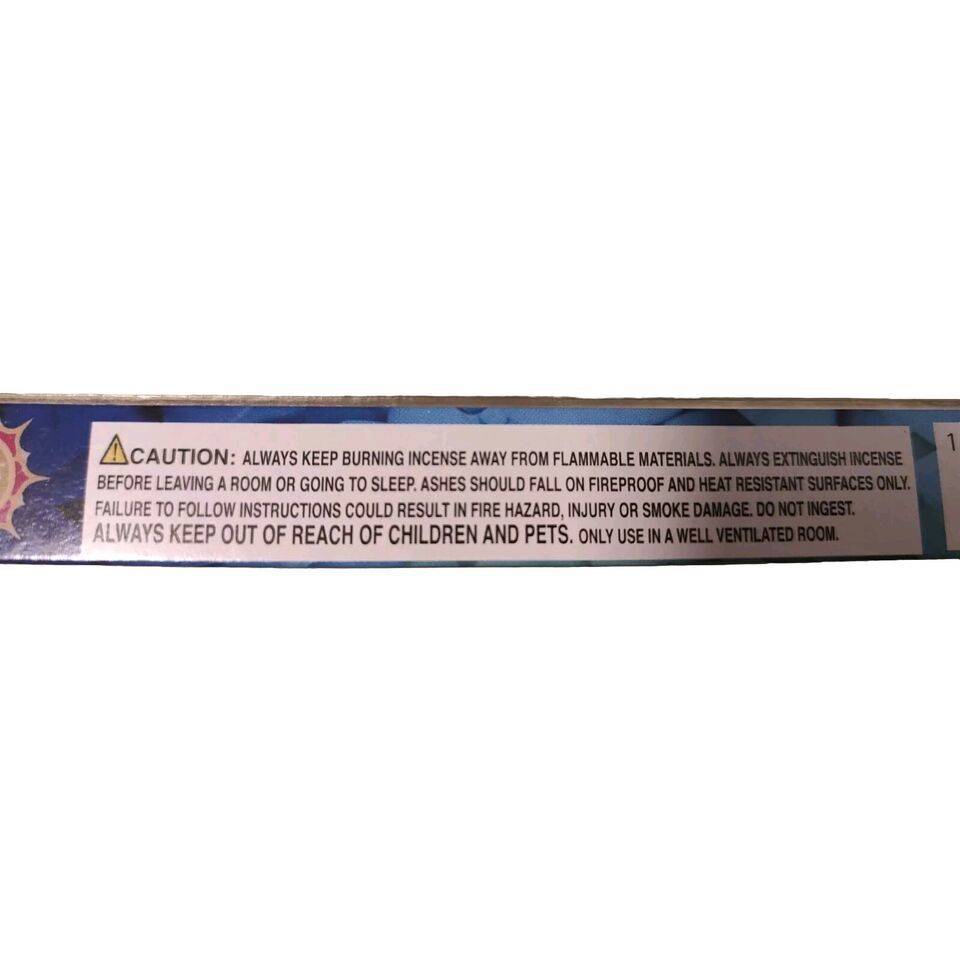 CAUTION: ALWAYS KEEP BURNING INCENSE AWAY FROM FLAMMABLE MATERIALS. ALWAYS EXTINGUISH INCENSE
BEFORE LEAVING A ROOM OR GOING TO SLEEP. ASHES SHOULD FALL ON FIREPROOF AND HEAT RESISTANT SURFACES ONLY.
FAILURE TO FOLLOW INSTRUCTIONS COULD RESULT IN FIRE HAZARD, INJURY OR SMOKE DAMAGE. DO NOT INGEST.
ALWAYS KEEP OUT OF REACH OF CHILDREN AND PETS. ONLY USE IN A WELL VENTILATED ROOM.
1